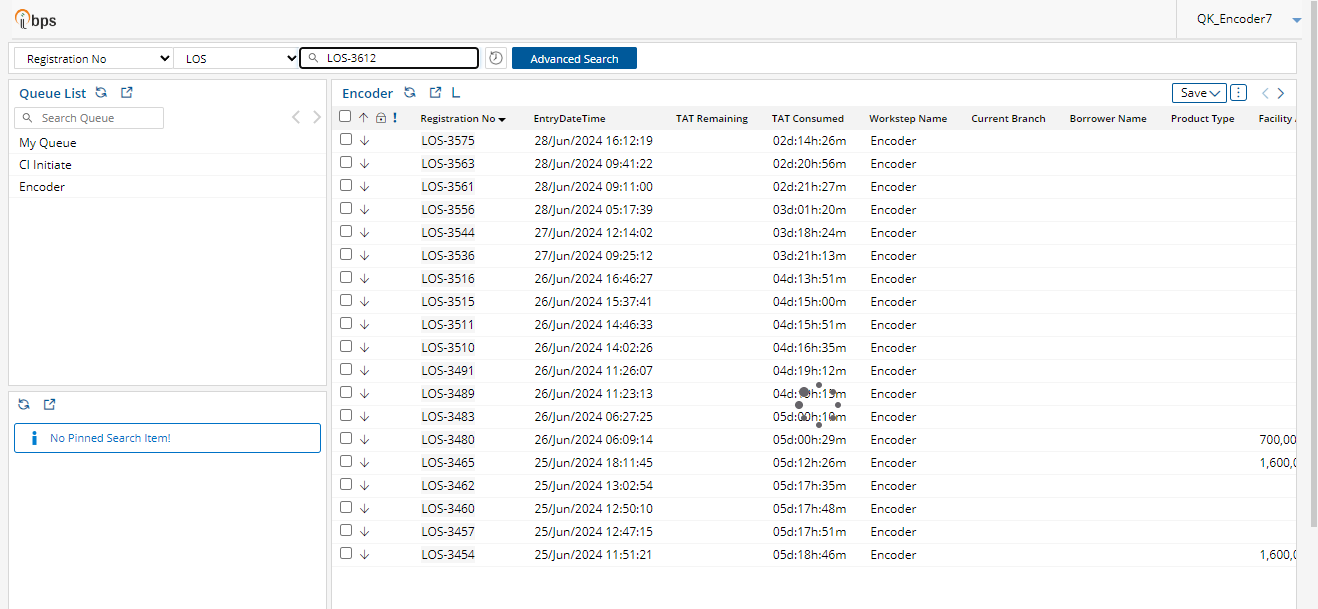 ibps
QK_Encoder7
Registration No LOS LOS-3612 Advanced Search
Queue List
Search Queue
My Queue
CI Initiate
Encoder
No Pinned Search Item!
Encoder L Save
Registration No EntryDateTime TAT Remaining TAT Consumed Workstep Name Current Branch Borrower Name Product Type Facility
LOS-3575 28/Jun/2024 16:12:19 02d:14h:26m Encoder
LOS-3563 28/Jun/2024 09:41:22 02d:20h:56m Encoder
LOS-3561 28/Jun/2024 09:11:00 02d:21h:27m Encoder
LOS-3556 28/Jun/2024 05:17:39 03d:01h:20m Encoder
LOS-3544 27/Jun/2024 12:14:02 03d:18h:24m Encoder
LOS-3536 27/Jun/2024 09:25:12 03d:21h:13m Encoder
LOS-3516 26/Jun/2024 16:46:27 04d:13h:51m Encoder
LOS-3515 26/Jun/2024 15:37:41 04d:15h:00m Encoder
LOS-3511 26/Jun/2024 14:46:33 04d:15h:51m Encoder
LOS-3510 26/Jun/2024 14:02:26 04d:16h:35m Encoder
LOS-3491 26/Jun/2024 11:26:07 04d:19h:12m Encoder
LOS-3489 26/Jun/2024 11:23:13 Encoder
LOS-3483 26/Jun/2024 06:27:25 Encoder
LOS-3480 26/Jun/2024 06:09:14 05d:00h:29m Encoder 700,00
LOS-3465 25/Jun/2024 18:11:45 05d:12h:26m Encoder 1,600,0
LOS-3462 25/Jun/2024 13:02:54 05d:17h:35m Encoder
LOS-3460 25/Jun/2024 12:50:10 05d:17h:48m Encoder
LOS-3457 25/Jun/2024 12:47:15 05d:17h:51m Encoder
LOS-3454 25/Jun/2024 11:51:21 05d:18h:46m Encoder 1,600,0